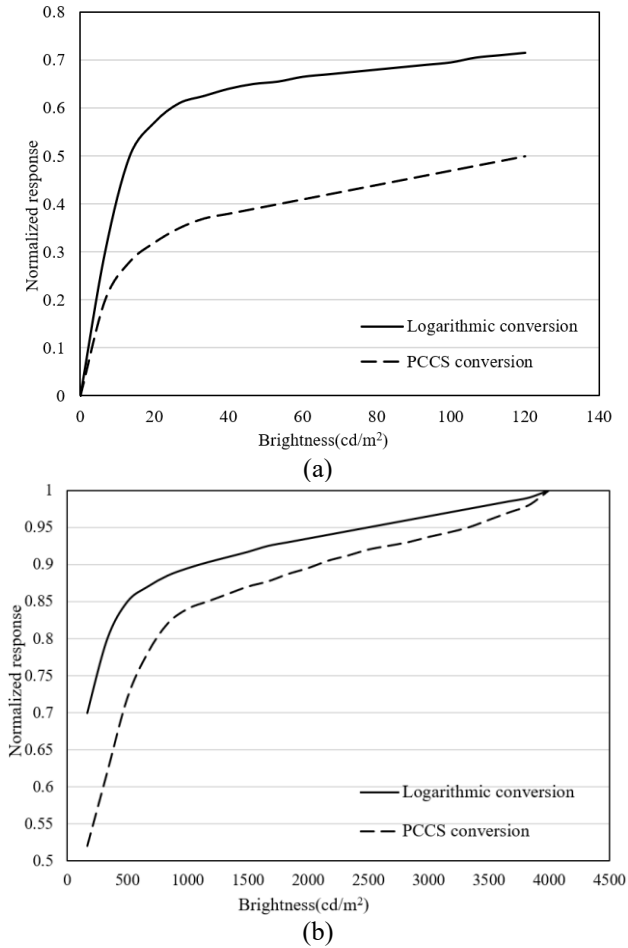 0.8
0.7
0.6
0.5
0.4
0.3
0.2
0.1
0
Normalized response
Logarithmic conversion
PCCS conversion
0 20 40 60 80 100 120 140
Brightness(cd/m²)
(a)
1
0.95
0.9
0.85
0.8
0.75
0.7
0.65
0.6
0.55
0.5
Normalized response
Logarithmic conversion
PCCS conversion
0 500 1000 1500 2000 2500 3000 3500 4000 4500
Brightness(cd/m²)
(b)